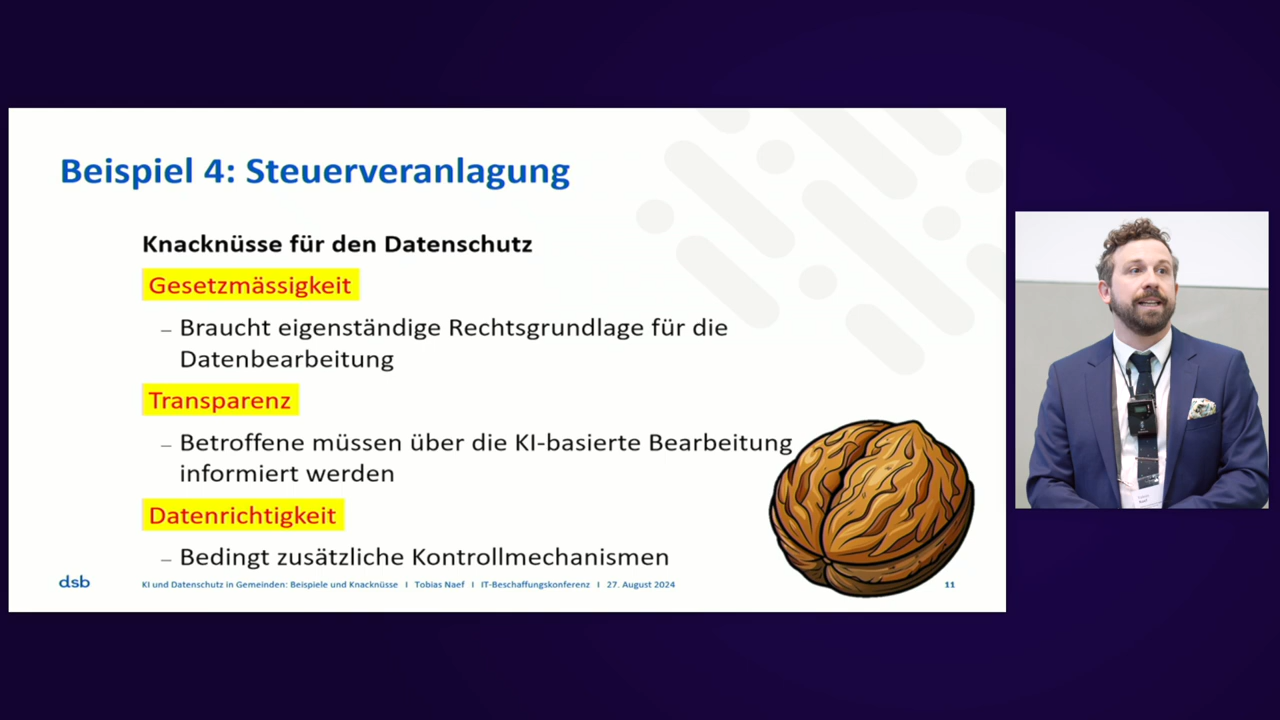 Beispiel 4: Steuerveranlagung
Knacknüsse für den Datenschutz
Gesetzmässigkeit
– Braucht eigenständige Rechtsgrundlage für die
Datenbearbeitung
Transparenz
– Betroffene müssen über die KI-basierte Bearbeitung
informiert werden
Datenrichtigkeit
– Bedingt zusätzliche Kontrollmechanismen
dsb
KI und Datenschutz in Gemeinden: Beispiele und Knacknüsse I Tobias Naef I IT-Beschaffungskonferenz I 27. August 2024
11